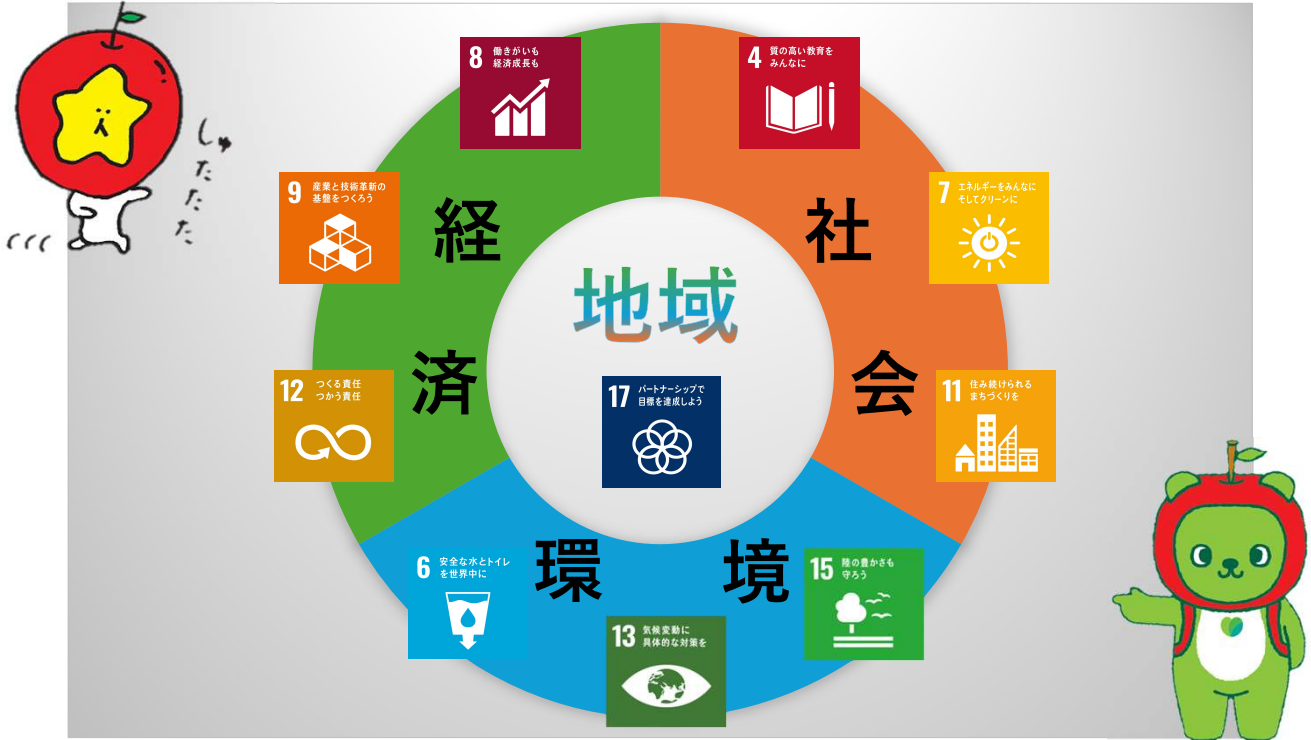 しゅたたた
8 働きがいも
経済成長も
4 質の高い教育を
みんなに
9 産業と技術革新の
基盤をつくろう
7 エネルギーをみんなに
そしてクリーンに
経済
社会
地域
12 つくる責任
つかう責任
17 パートナーシップで
目標を達成しよう
11 住み続けられる
まちづくりを
環境
6 安全な水とトイレ
を世界中に
15 陸の豊かさも
守ろう
13 気候変動に
具体的な対策を